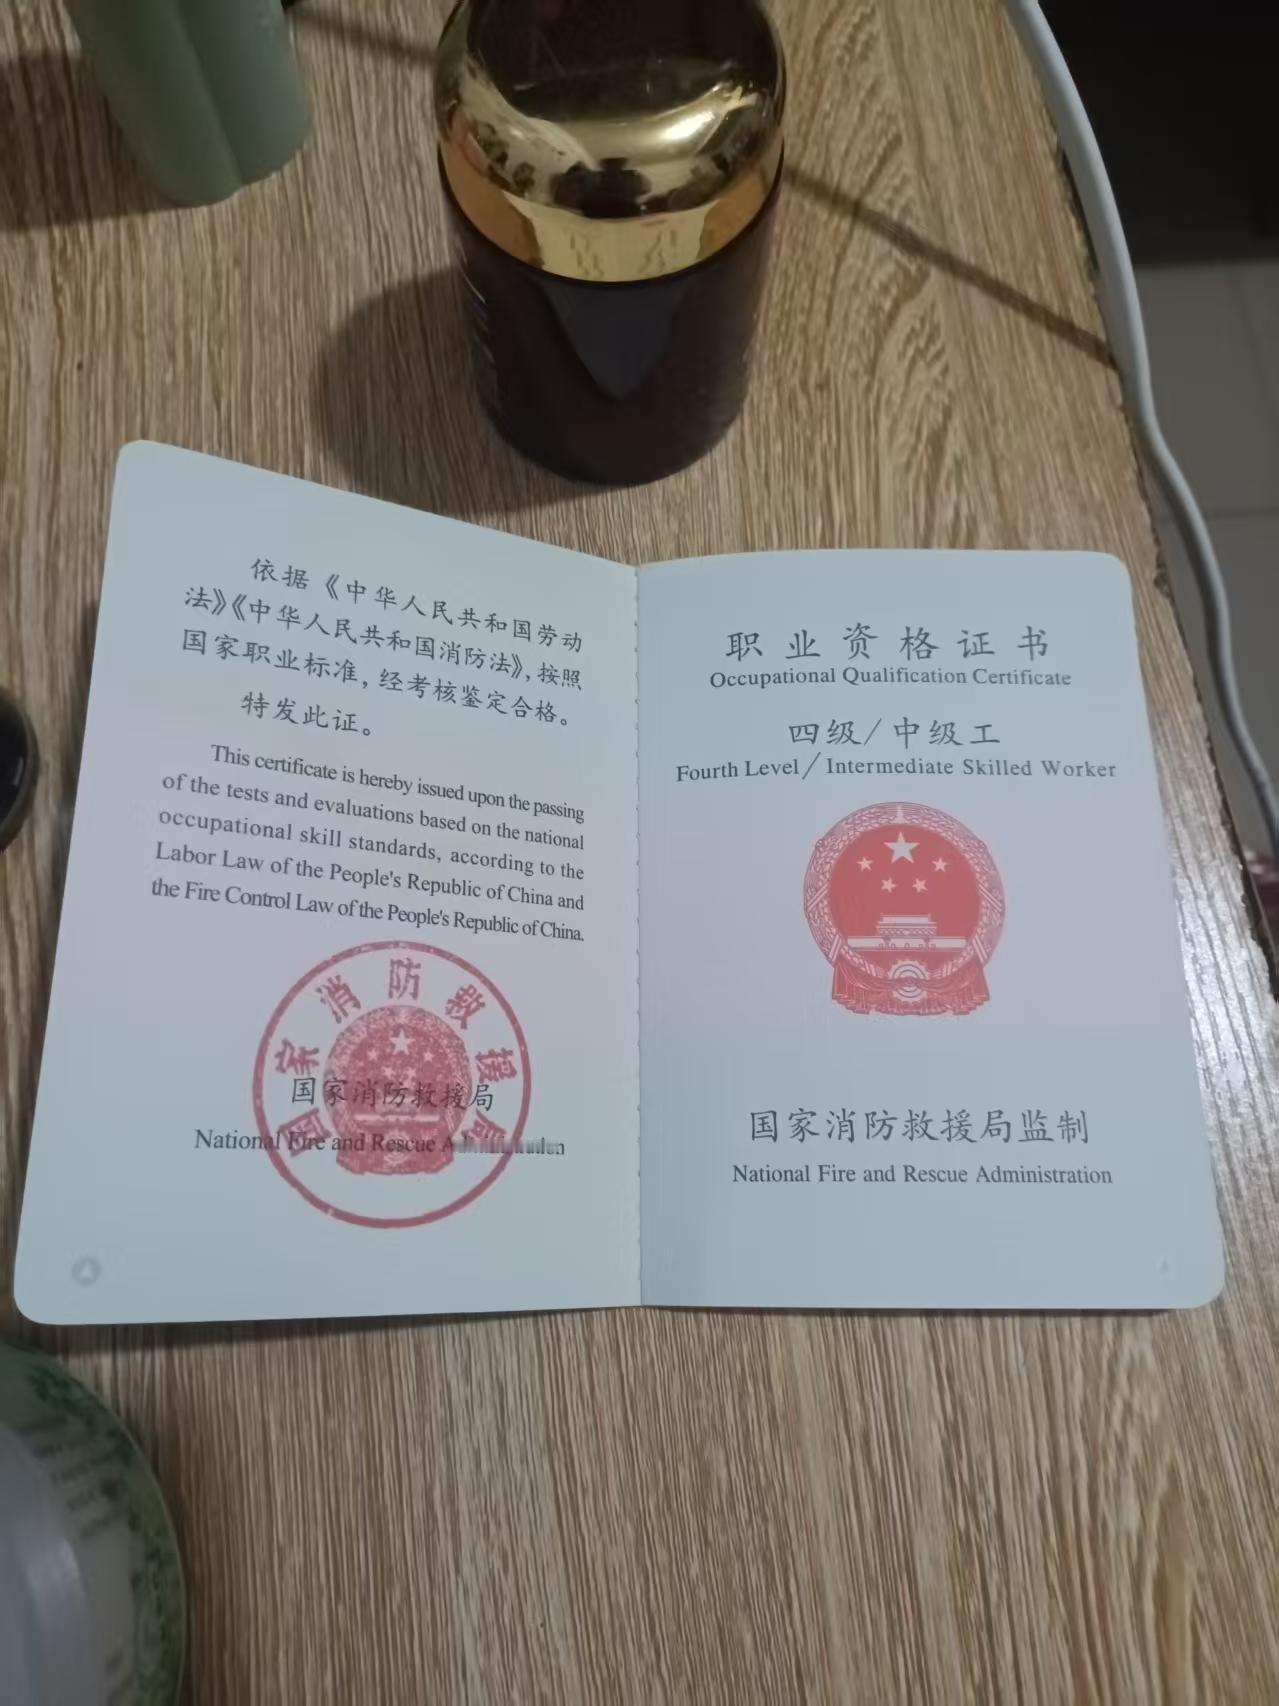 依据《中华人民共和国劳动
法》《中华人民共和国消防法》，按照
国家职业标准，经考核鉴定合格。
特发此证。
This certificate is hereby issued upon the passing
of the tests and evaluations based on the national
occupational skill standards, according to the
Labor Law of the People's Republic of China and
the Fire Control Law of the People's Republic of China.
国家消防救援局
国家消防救援局
National Fire and Rescue
职业资格证书
Occupational Qualification Certificate
四级/中级工
Fourth Level/Intermediate Skilled Worker
国家消防救援局监制
National Fire and Rescue Administration